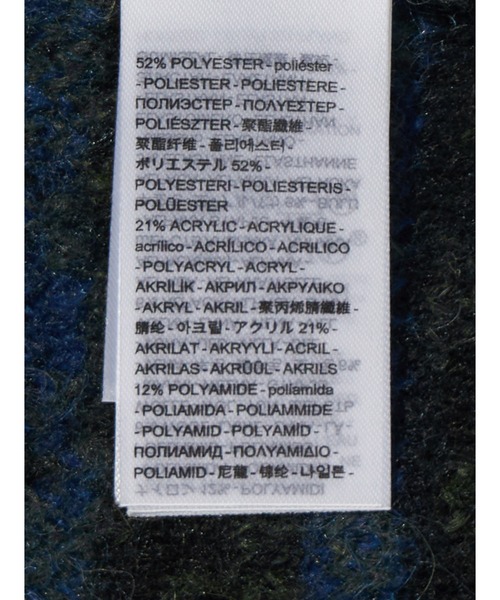 52% POLYESTER - poliéster
- POLIESTER - POLIESTERE -
ПОЛИЭСТЕР - ΠΟΛΥΕΣΤΕΡ -
POLIÉSZTER - 聚酯纖維 -
聚酯纤维 - 폴리에스터 -
ポリエステル 52% -
POLYESTERI - POLIESTERIS -
POLÜESTER
21% ACRYLIC - ACRYLIQUE -
acrílico - ACRÍLICO - ACRILICO
- POLYACRYL - ACRYL -
AKRİLİK - АКРИЛ - ΑΚΡΥΛΙΚΟ
- AKRYL - AKRIL - 聚丙烯腈纖維 -
腈纶 - 아크릴 - アクリル 21% -
AKRILAT - AKRYYLI - ACRIL -
AKRILAS - AKRÜÜL - AKRILS
12% POLYAMIDE - poliamida
- POLIAMIDA - POLIAMMIDE
- POLYAMID - POLYAMİD -
ПОЛИАМИД - ΠΟΛΥΑΜΙΔΙΟ -
POLIAMID - 尼龍 - 锦纶 - 나일론 -